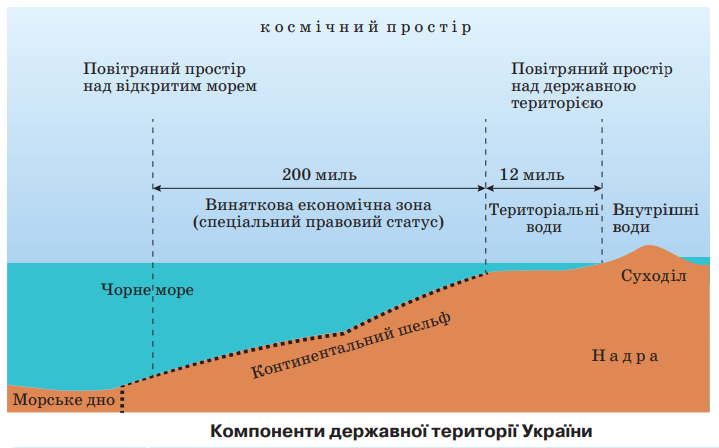 космічний простір
Повітряний простір
над відкритим морем
Повітряний простір
над державною
територією
200 миль
12 миль
Виняткова економічна зона
(спеціальний правовий статус)
Територіальні
води
Внутрішні
води
Чорне море
Суходіл
Континентальний шельф
Надра
Морське дно
Компоненти державної території України